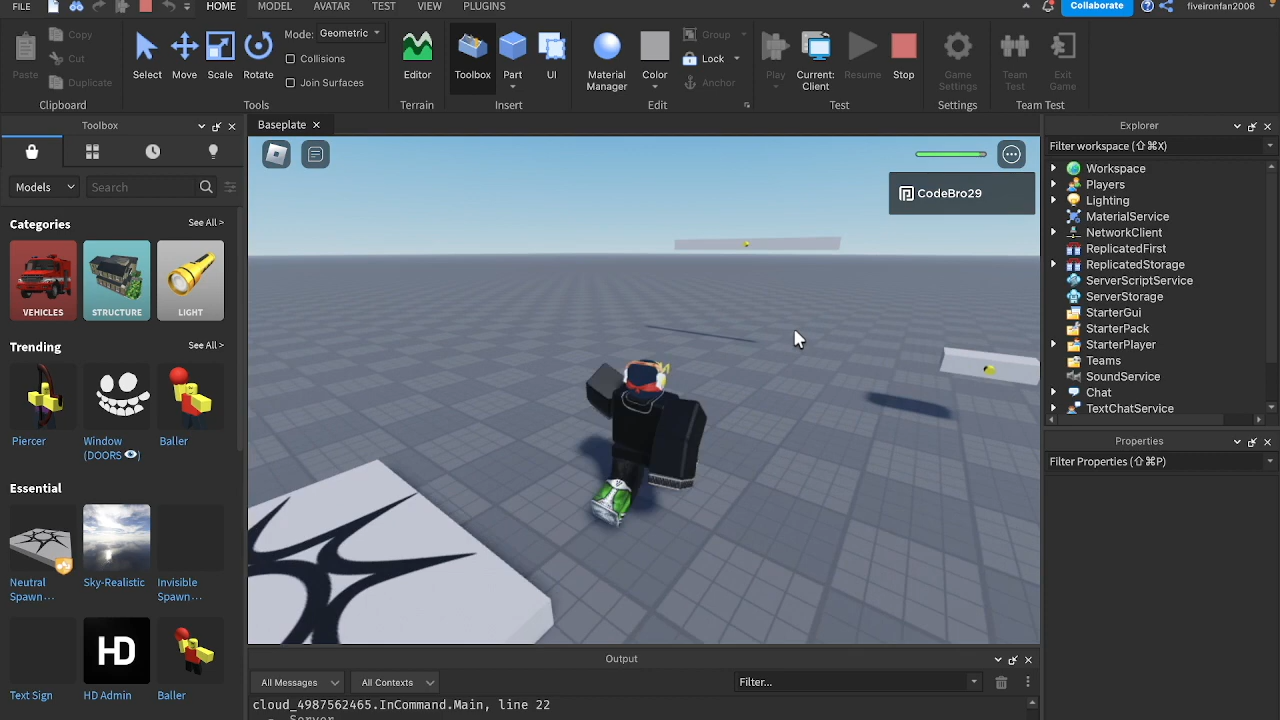 FILE
HOME
MODEL
AVATAR
TEST
VIEW
PLUGINS
Collaborate
fiveironfan2006
Paste
Copy
Cut
Duplicate
Clipboard
Select
Move
Scale
Rotate
Mode: Geometric
Collisions
Join Surfaces
Tools
Editor
Terrain
Toolbox
Part
UI
Insert
Material
Manager
Color
Group
Lock
Anchor
Edit
Play
Current:
Client
Resume
Stop
Test
Game
Settings
Settings
Team
Test
Exit
Game
Team Test
Toolbox
Models
Search
Categories
See All >
VEHICLES
STRUCTURE
LIGHT
Trending
See All >
Piercer
Window
(DOORS 👁)
Baller
Essential
Neutral
Spawn...
Sky-Realistic
Invisible
Spawn...
HD
Text Sign
HD Admin
Baller
Baseplate
CodeBro29
Output
All Messages
All Contexts
Filter...
cloud_4987562465.InCommand.Main, line 22
- Server
Explorer
Filter workspace (⇧⌘X)
Workspace
Players
Lighting
MaterialService
NetworkClient
ReplicatedFirst
ReplicatedStorage
ServerScriptService
ServerStorage
StarterGui
StarterPack
StarterPlayer
Teams
SoundService
Chat
TextChatService
Properties
Filter Properties (⇧⌘P)